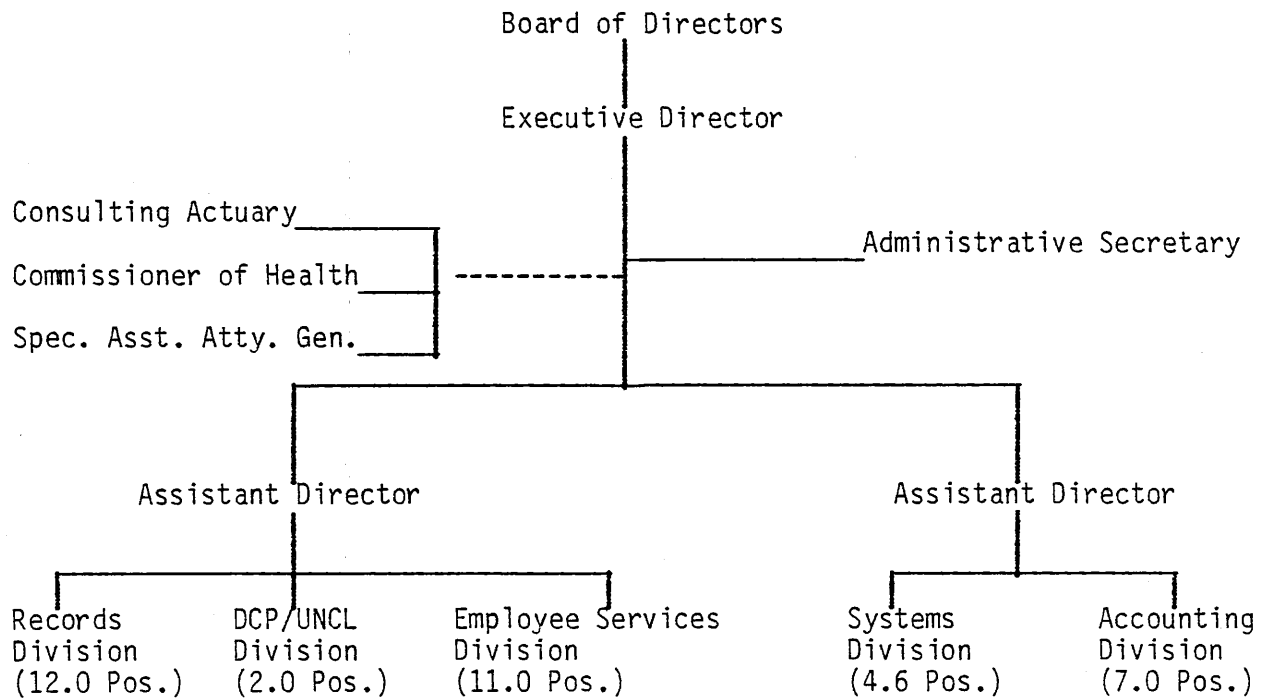 Board of Directors
Executive Director
Consulting Actuary
Administrative Secretary
Commissioner of Health
Spec. Asst. Atty. Gen.
Assistant Director
Assistant Director
Records
Division
(12.0 Pos.)
DCP/UNCL
Division
(2.0 Pos.)
Employee Services
Division
(11.0 Pos.)
Systems
Division
(4.6 Pos.)
Accounting
Division
(7.0 Pos.)